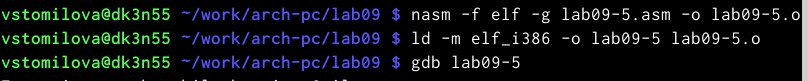 vstomilova@dk3n55 ~/work/arch-pc/lab09 $ nasm -f elf -g lab09-5.asm -o lab09-5.o
vstomilova@dk3n55 ~/work/arch-pc/lab09 $ ld -m elf_i386 -o lab09-5 lab09-5.o
vstomilova@dk3n55 ~/work/arch-pc/lab09 $ gdb lab09-5